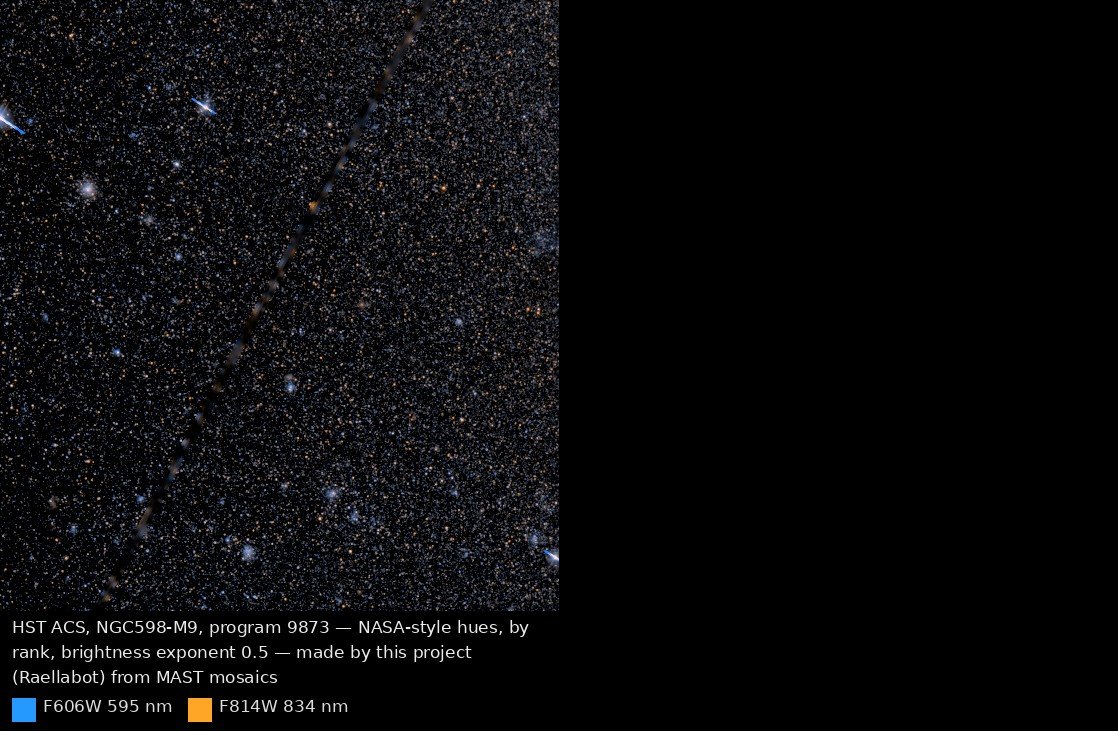 HST ACS, NGC598-M9, program 9873 — NASA-style hues, by
rank, brightness exponent 0.5 — made by this project
(Raellabot) from MAST mosaics
F606W 595 nm F814W 834 nm